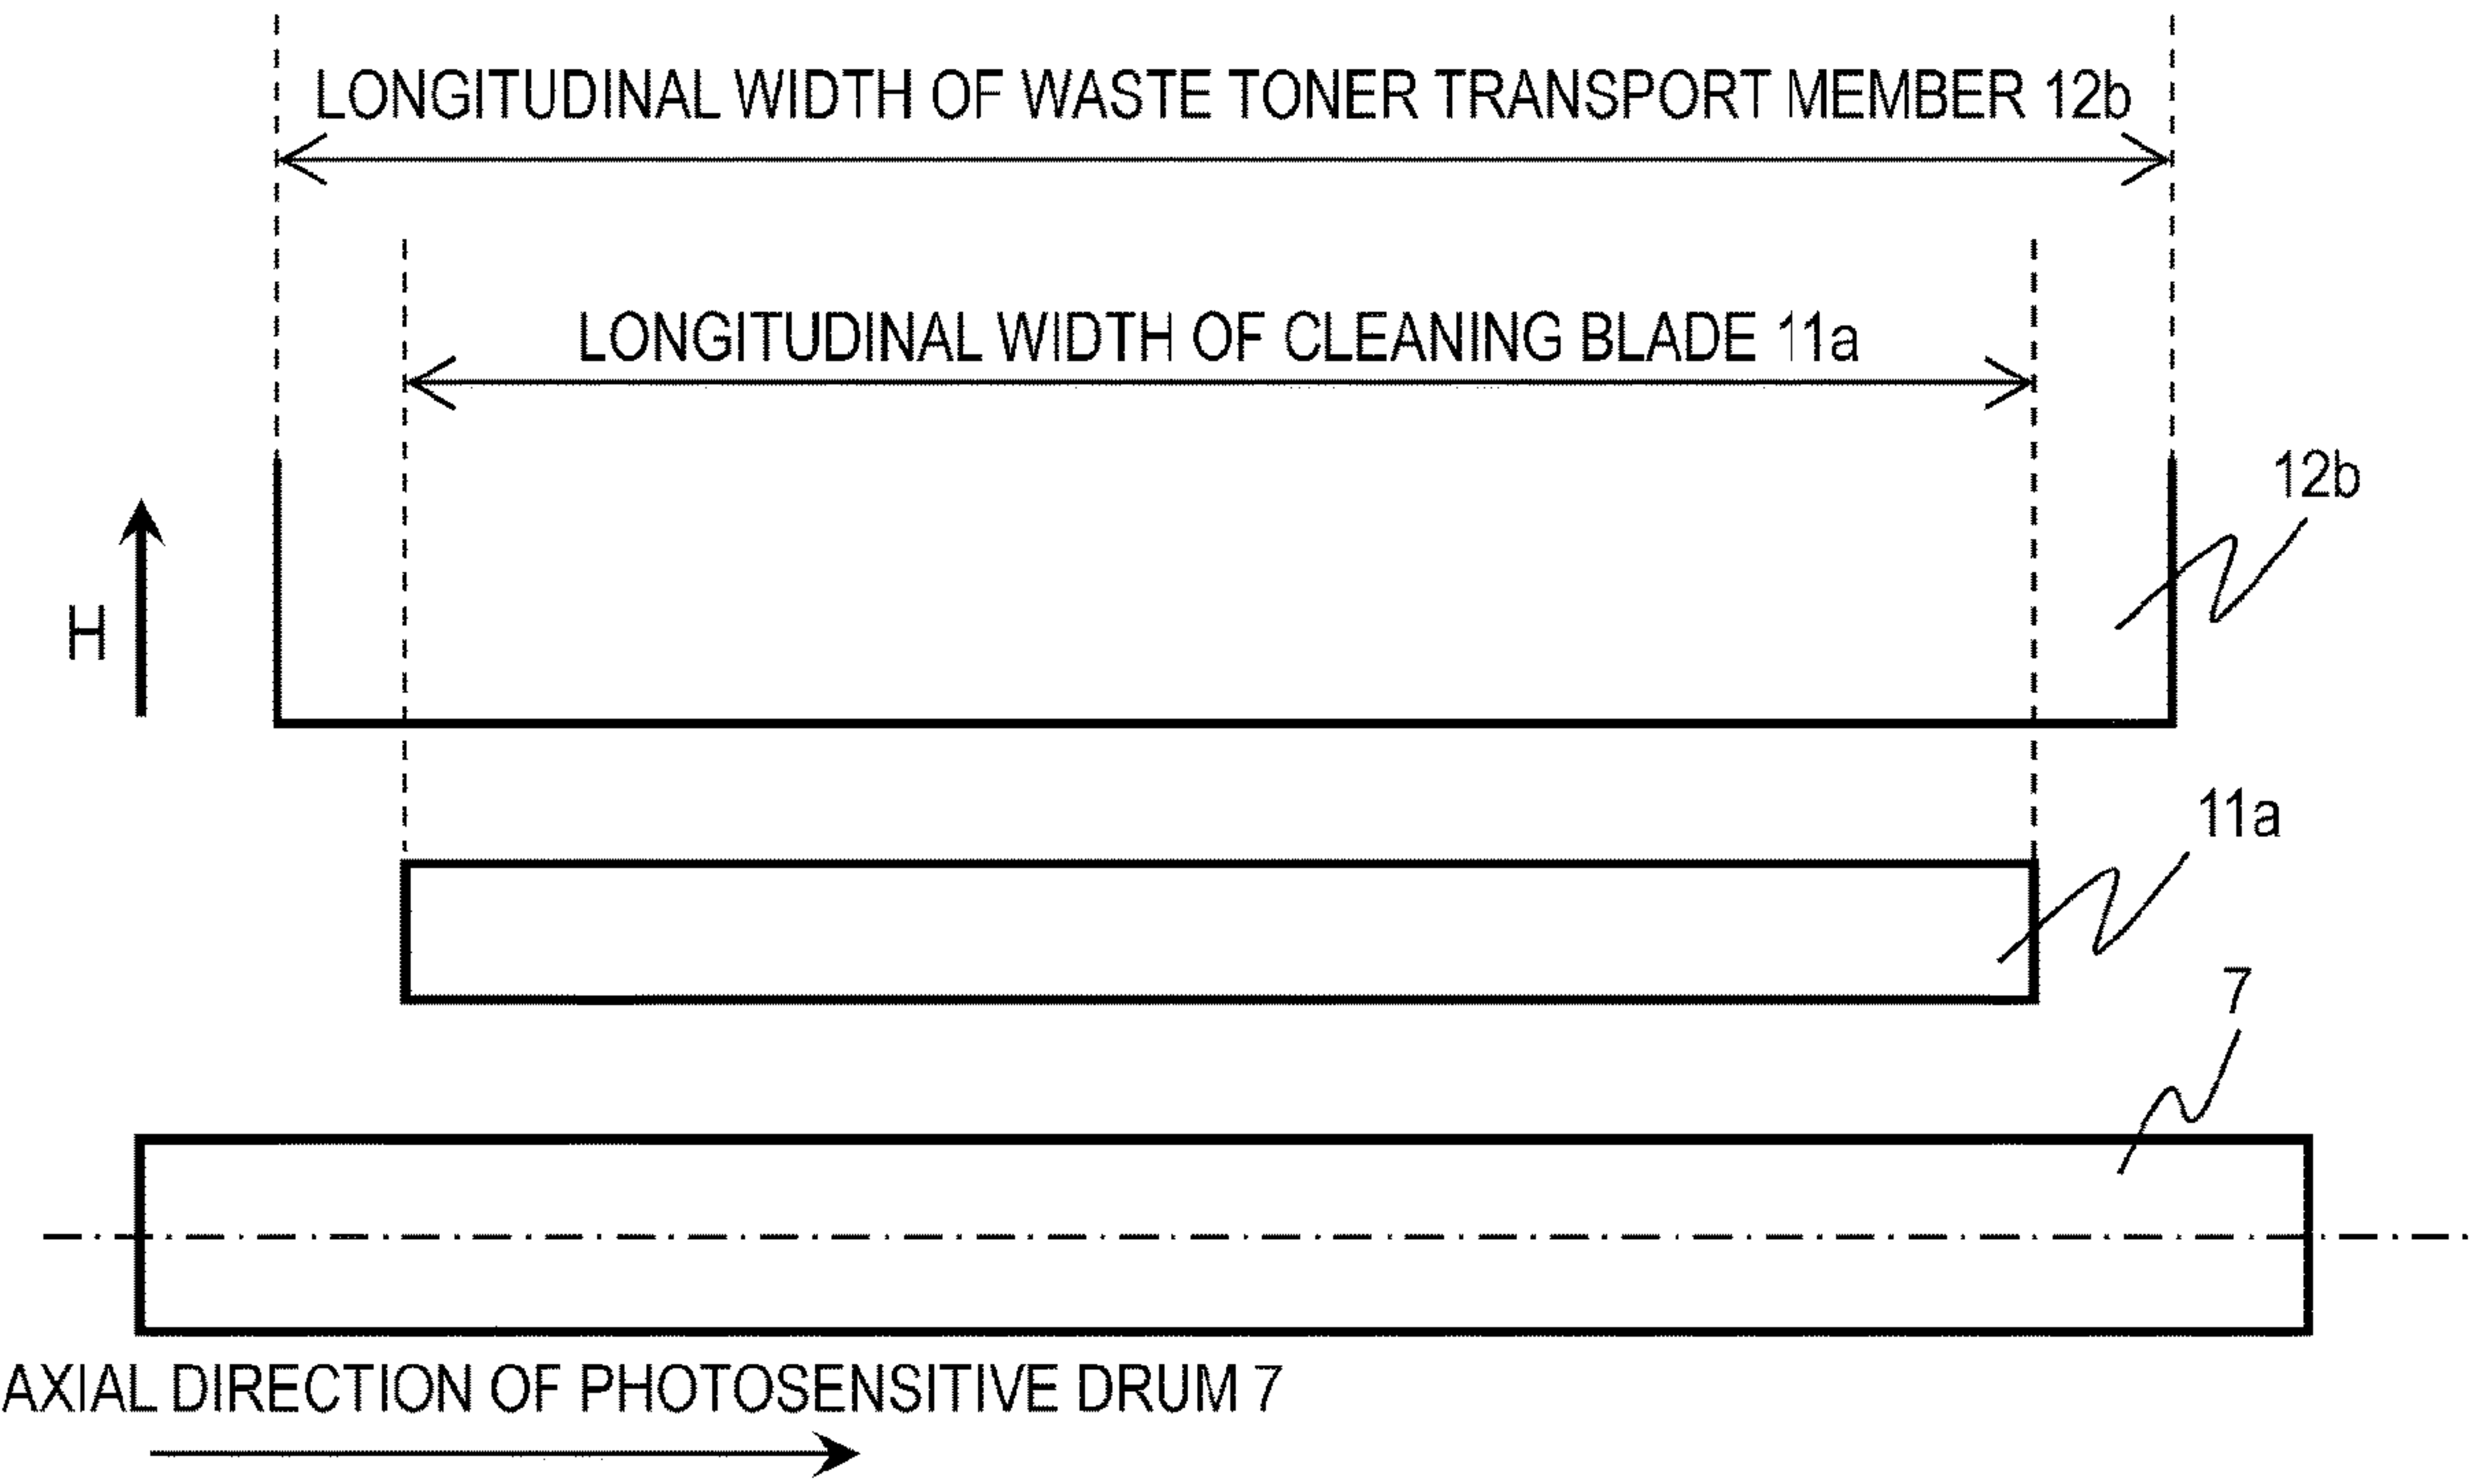 LONGITUDINAL WIDTH OF WASTE TONER TRANSPORT MEMBER 12b
LONGITUDINAL WIDTH OF CLEANING BLADE 11a
12b
H
11a
7
AXIAL DIRECTION OF PHOTOSENSITIVE DRUM 7